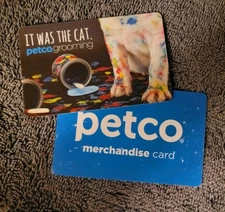 IT WAS THE CAT.
petcogrooming
petco
merchandise card